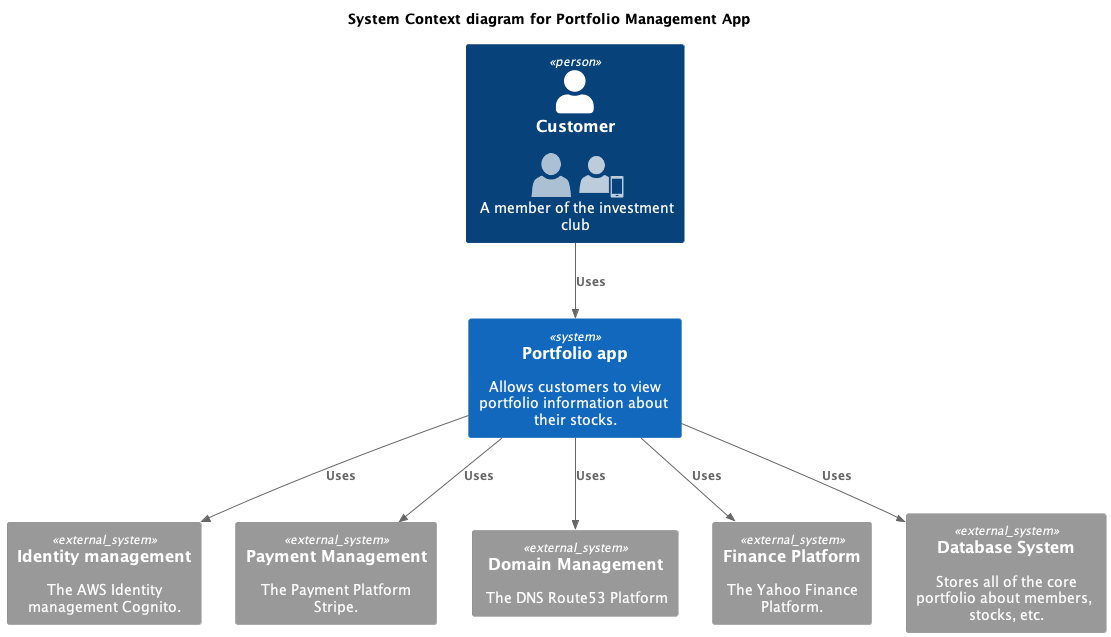 System Context diagram for Portfolio Management App
«person»
Customer
A member of the investment
club
Uses
«system»
Portfolio app
Allows customers to view
portfolio information about
their stocks.
Uses
Uses
Uses
Uses
Uses
«external_system»
Identity management
The AWS Identity
management Cognito.
«external_system»
Payment Management
The Payment Platform
Stripe.
«external_system»
Domain Management
The DNS Route53 Platform
«external_system»
Finance Platform
The Yahoo Finance
Platform.
«external_system»
Database System
Stores all of the core
portfolio about members,
stocks, etc.